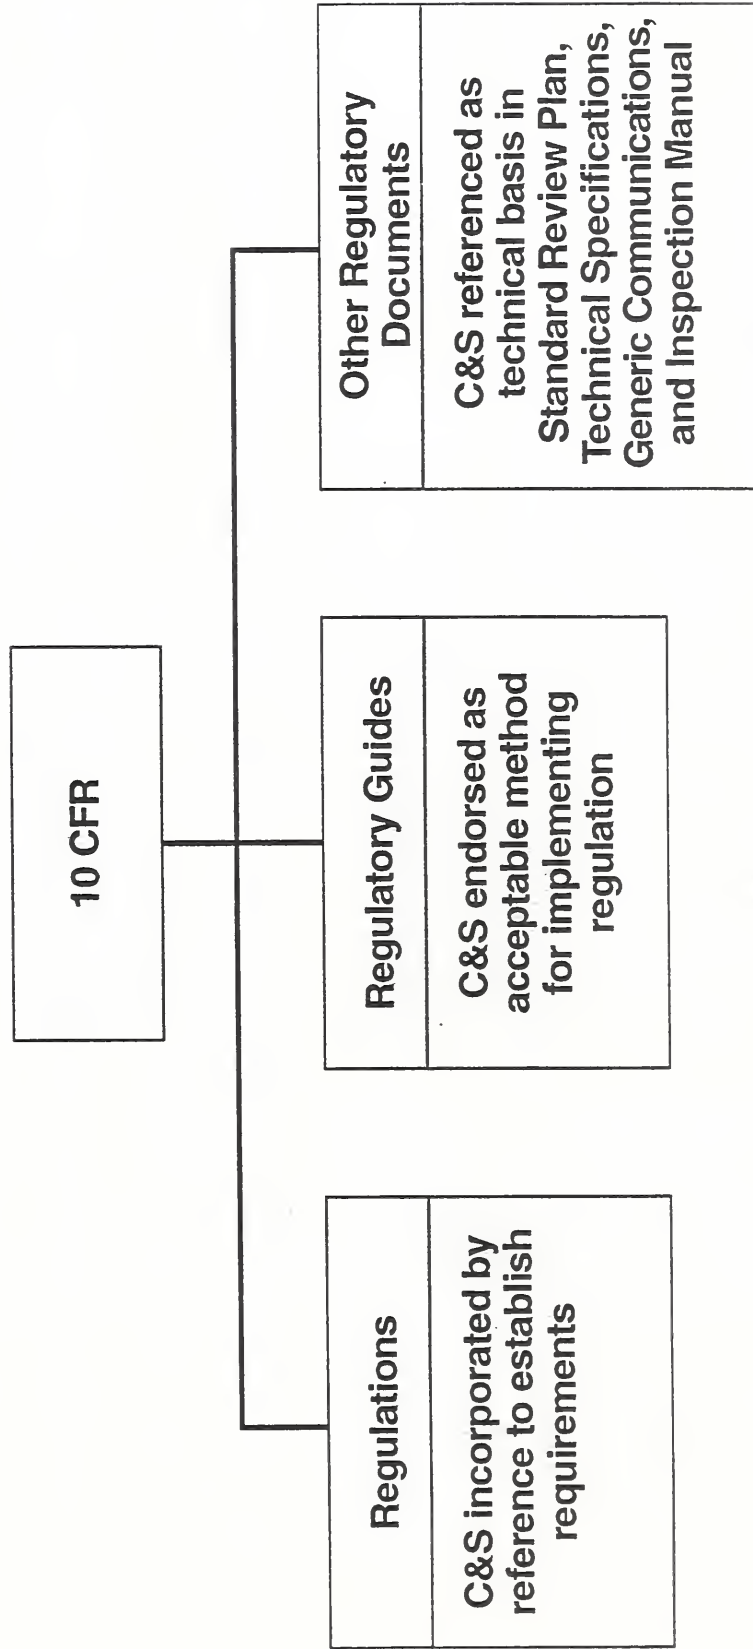 10 CFR
Regulations
C&S incorporated by
reference to establish
requirements
Regulatory Guides
C&S endorsed as
acceptable method
for implementing
regulation
Other Regulatory
Documents
C&S referenced as
technical basis in
Standard Review Plan,
Technical Specifications,
Generic Communications,
and Inspection Manual